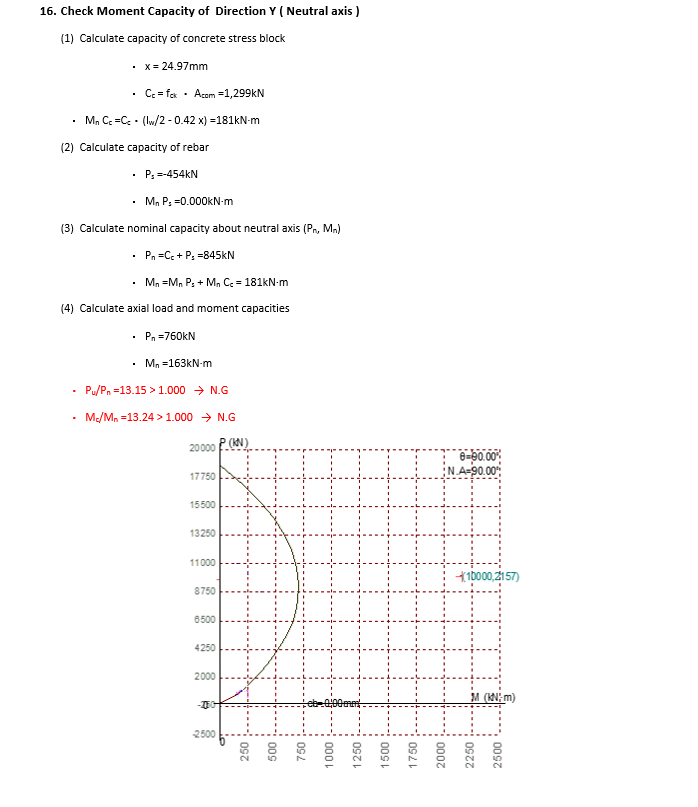 16. Check Moment Capacity of Direction Y ( Neutral axis )
(1) Calculate capacity of concrete stress block
· x = 24.97mm
· Cc = fck · Acom =1,299kN
· Mn Cc =Cc · (lw/2 - 0.42 x) =181kN·m
(2) Calculate capacity of rebar
· Ps =-454kN
· Mn Ps =0.000kN·m
(3) Calculate nominal capacity about neutral axis (Pn, Mn)
· Pn =Cc + Ps =845kN
· Mn =Mn Ps + Mn Cc = 181kN·m
(4) Calculate axial load and moment capacities
· Pn =760kN
· Mn =163kN·m
· Pu/Pn =13.15 > 1.000 → N.G
· Mc/Mn =13.24 > 1.000 → N.G
P (kN)
20000
θ=90.00°
N.A=90.00°
17750
15500
13250
11000
(10000,2157)
8750
6500
4250
2000
M (kN·m)
-250
0
cb=0.00mm
-2500
0
250
500
750
1000
1250
1500
1750
2000
2250
2500